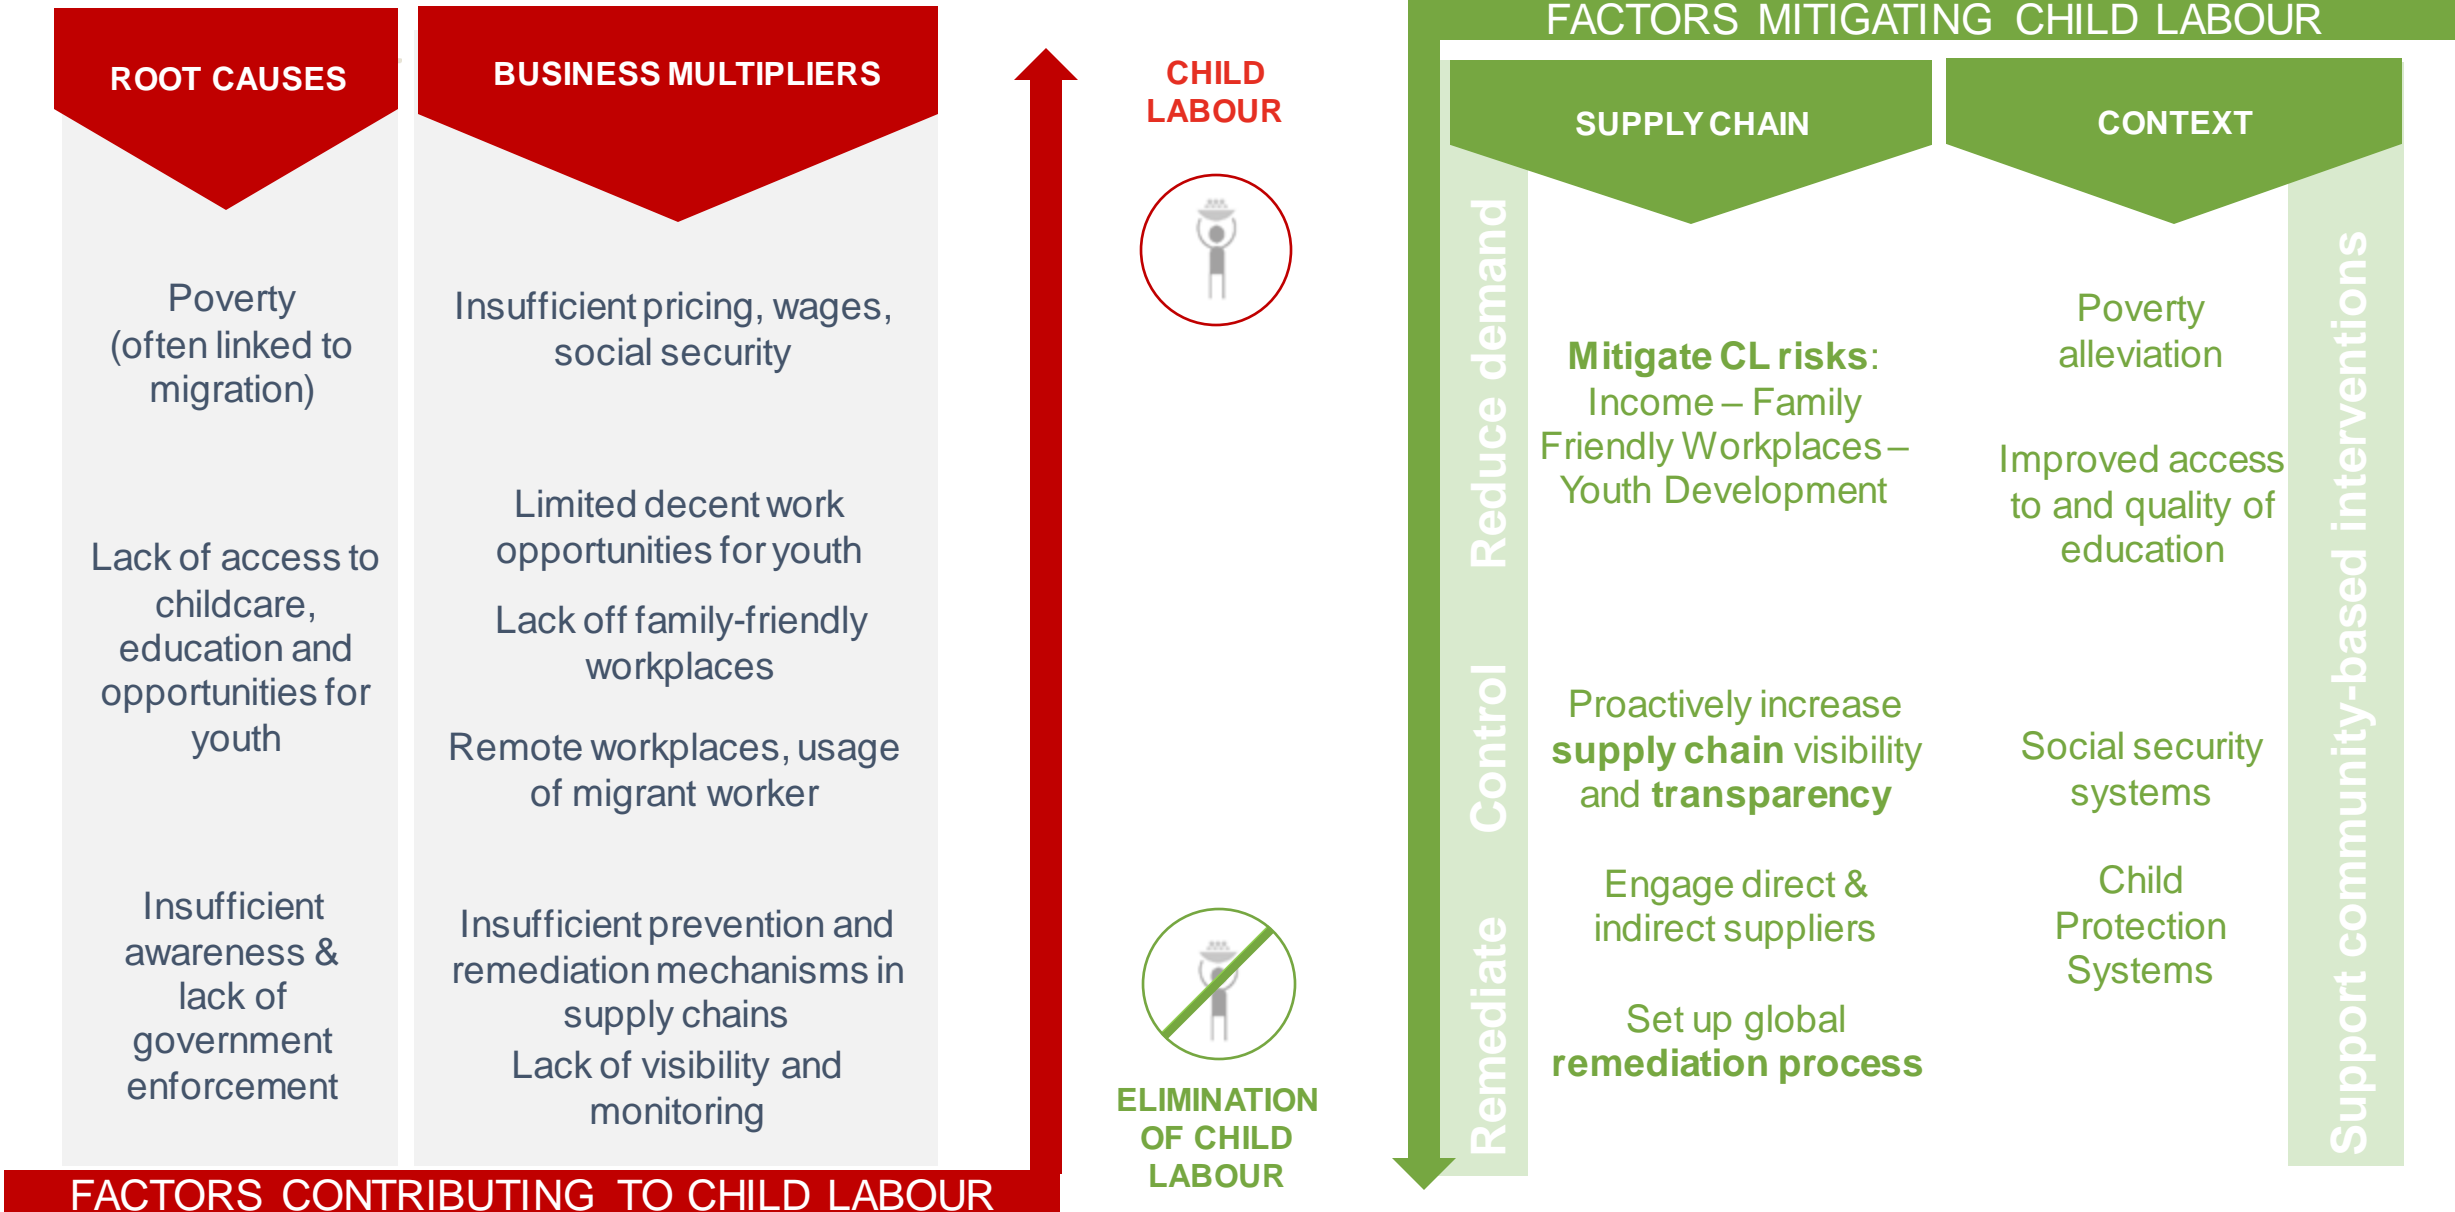 ROOT CAUSES
Poverty
(often linked to
migration)
Lack of access to
childcare,
education and
opportunities for
youth
Insufficient
awareness &
lack of
government
enforcement
BUSINESS MULTIPLIERS
Insufficient pricing, wages,
social security
Limited decent work
opportunities for youth
Lack off family-friendly
workplaces
Remote workplaces, usage
of migrant worker
Insufficient prevention and
remediation mechanisms in
supply chains
Lack of visibility and
monitoring
FACTORS CONTRIBUTING TO CHILD LABOUR
CHILD
LABOUR
ELIMINATION
OF CHILD
LABOUR
FACTORS MITIGATING CHILD LABOUR
Reduce demand
Control
Remediate
SUPPLY CHAIN
Mitigate CL risks:
Income – Family
Friendly Workplaces –
Youth Development
Proactively increase
supply chain visibility
and transparency
Engage direct &
indirect suppliers
Set up global
remediation process
CONTEXT
Poverty
alleviation
Improved access
to and quality of
education
Social security
systems
Child
Protection
Systems
Support community-based interventions